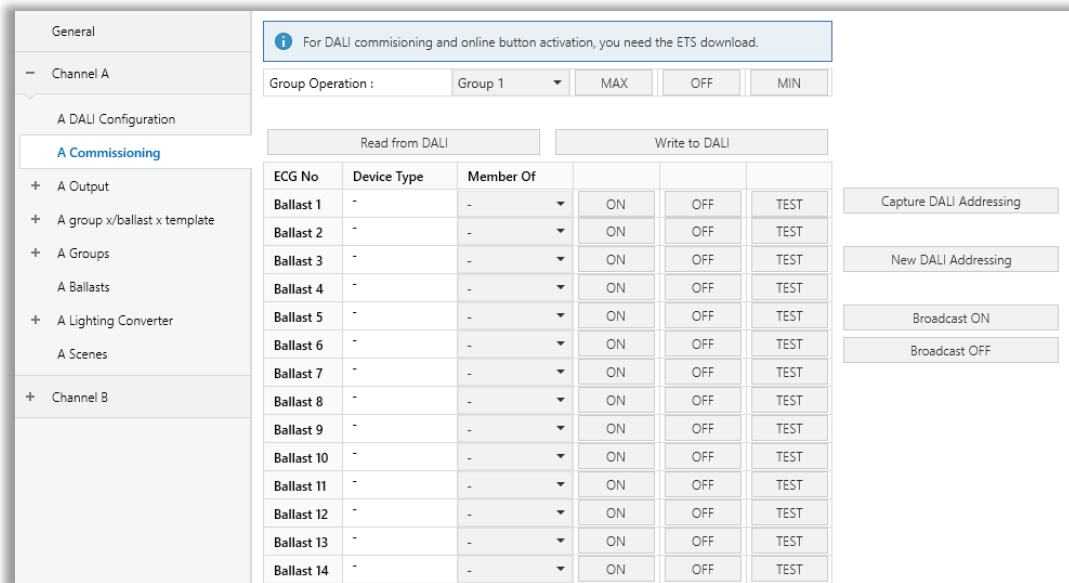 General
− Channel A
A DALI Configuration
A Commissioning
+ A Output
+ A group x/ballast x template
+ A Groups
A Ballasts
+ A Lighting Converter
A Scenes
+ Channel B
For DALI commisioning and online button activation, you need the ETS download.
Group Operation : Group 1 MAX OFF MIN
Read from DALI Write to DALI
ECG No Device Type Member Of
Ballast 1 - - ON OFF TEST
Ballast 2 - - ON OFF TEST
Ballast 3 - - ON OFF TEST
Ballast 4 - - ON OFF TEST
Ballast 5 - - ON OFF TEST
Ballast 6 - - ON OFF TEST
Ballast 7 - - ON OFF TEST
Ballast 8 - - ON OFF TEST
Ballast 9 - - ON OFF TEST
Ballast 10 - - ON OFF TEST
Ballast 11 - - ON OFF TEST
Ballast 12 - - ON OFF TEST
Ballast 13 - - ON OFF TEST
Ballast 14 - - ON OFF TEST
Capture DALI Addressing
New DALI Addressing
Broadcast ON
Broadcast OFF